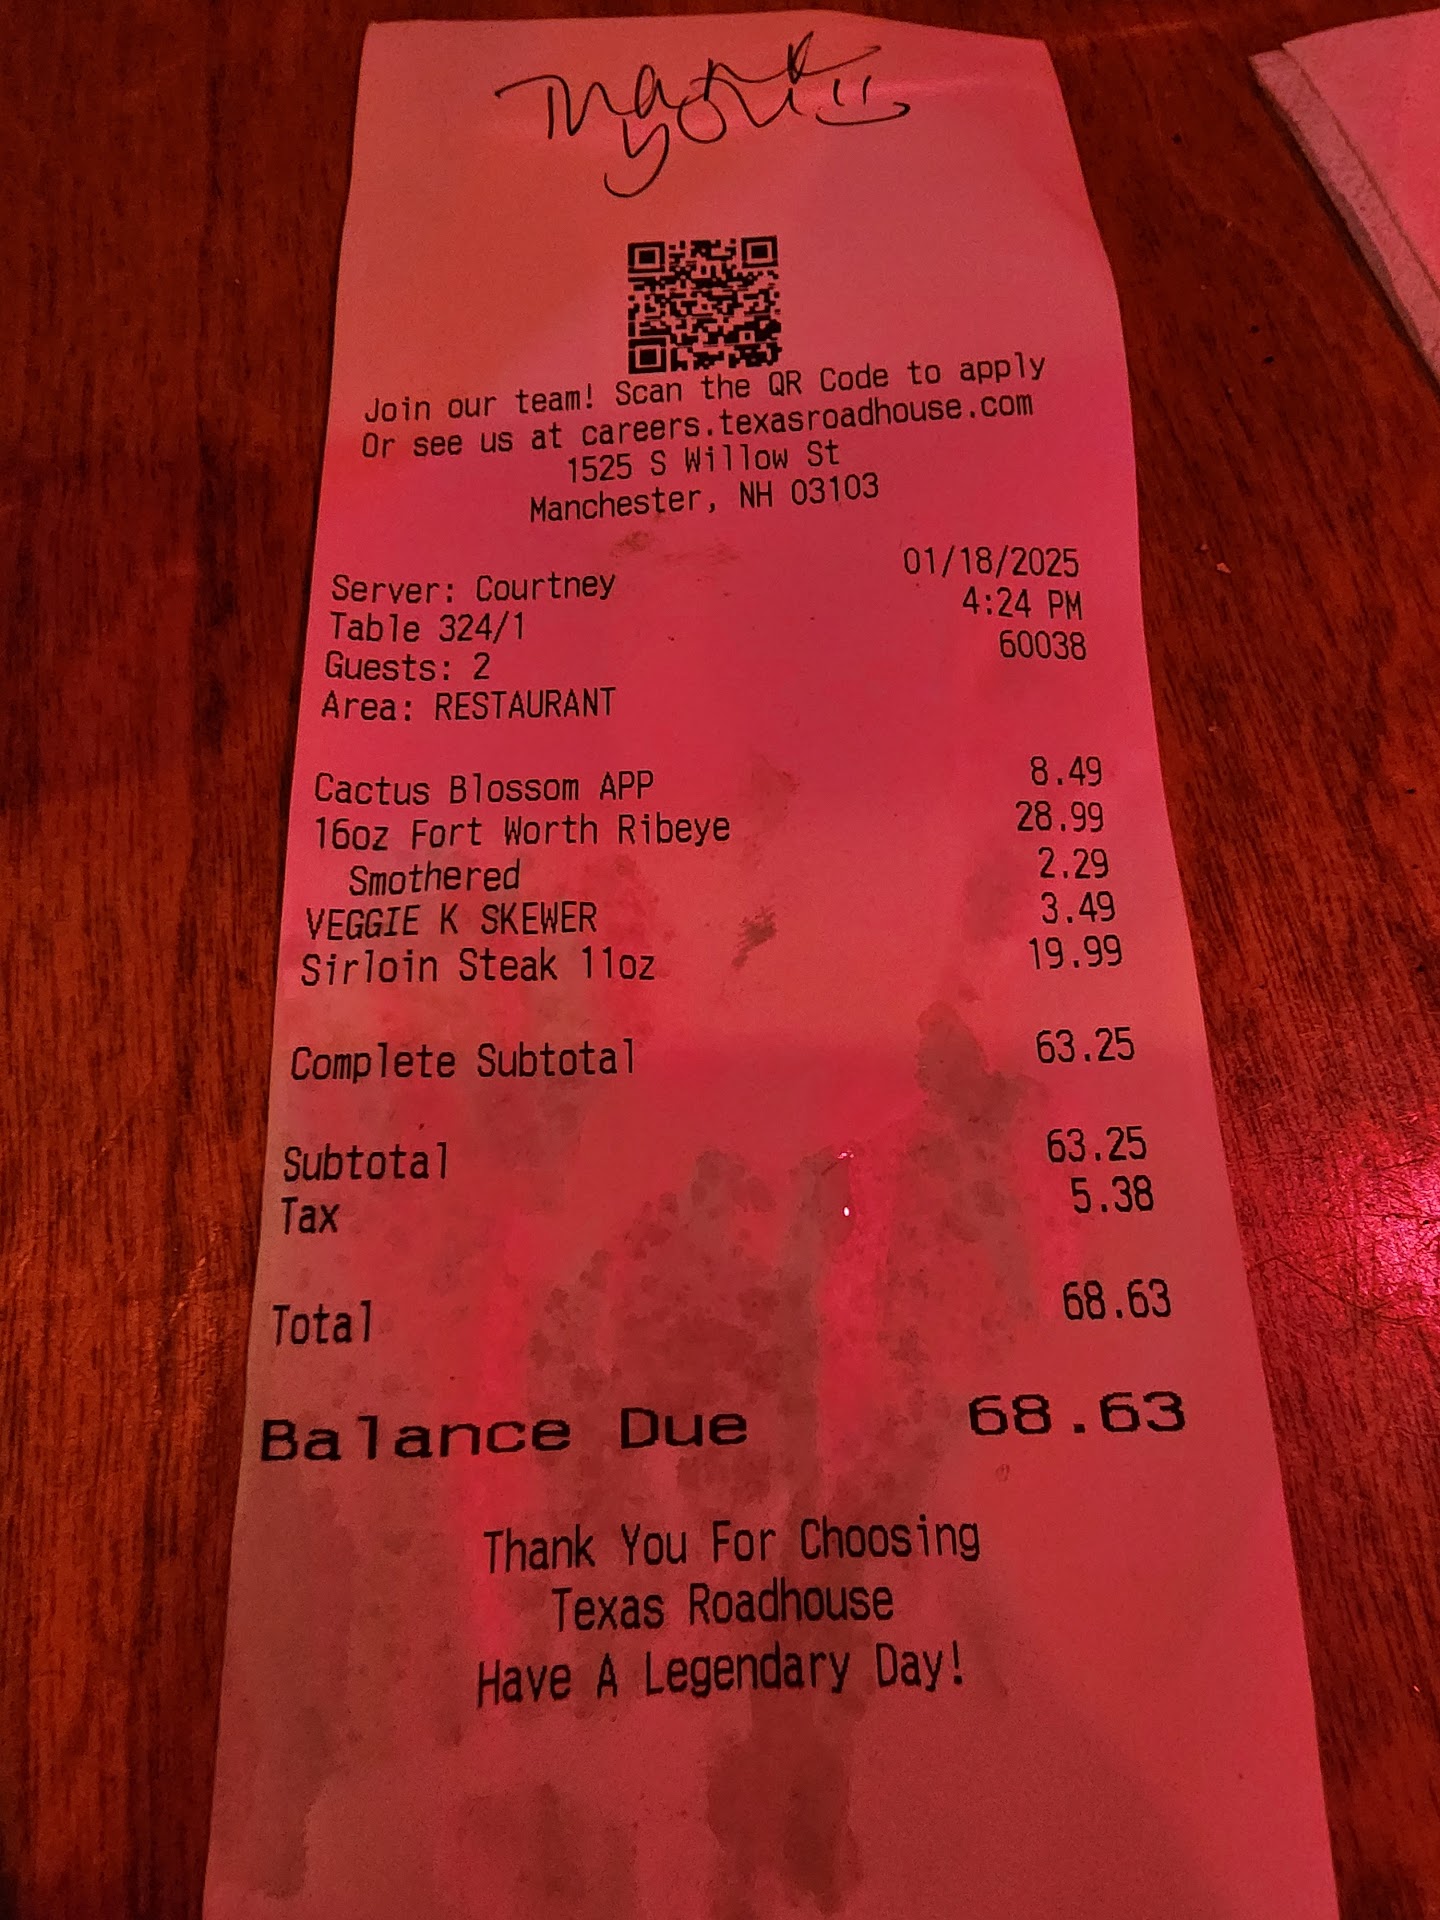 Thank
you
Join our team! Scan the QR Code to apply
Or see us at careers.texasroadhouse.com
1525 S Willow St
Manchester, NH 03103
Server: Courtney 01/18/2025
Table 324/1 4:24 PM
Guests: 2 60038
Area: RESTAURANT
Cactus Blossom APP 8.49
16oz Fort Worth Ribeye 28.99
Smothered 2.29
VEGGIE K SKEWER 3.49
Sirloin Steak 11oz 19.99
Complete Subtotal 63.25
Subtotal 63.25
Tax 5.38
Total 68.63
Balance Due 68.63
Thank You For Choosing
Texas Roadhouse
Have A Legendary Day!